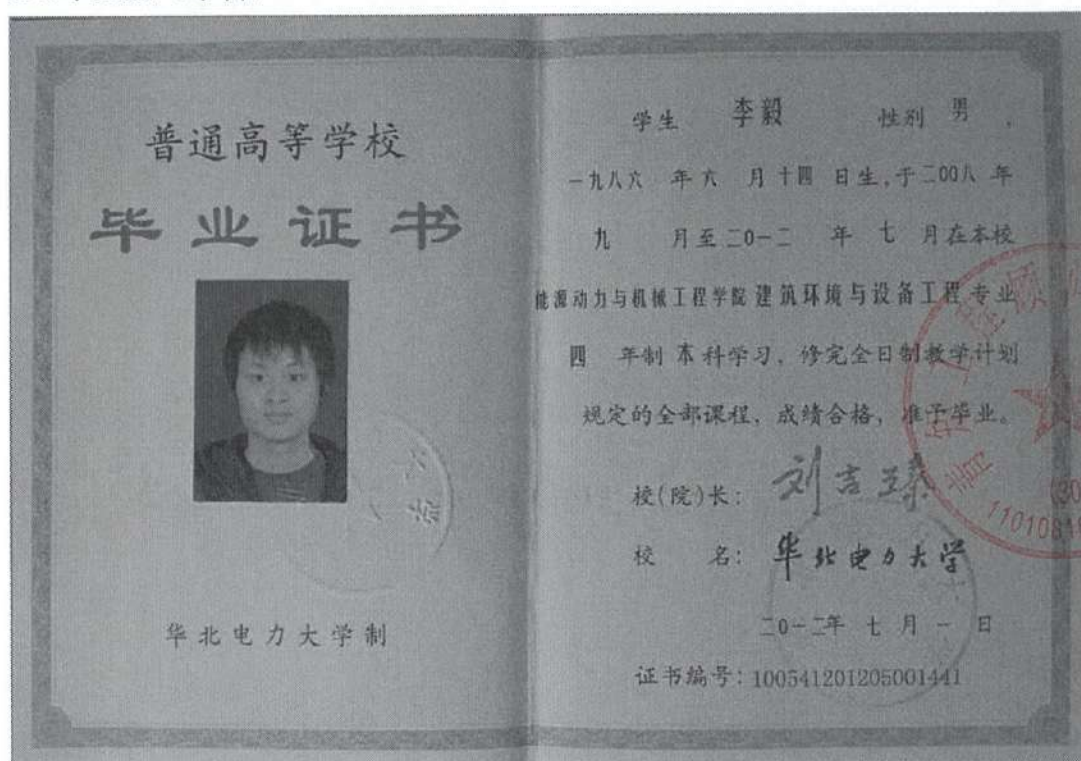 普通高等学校
毕业证书
华北电力大学制
学生 李毅 性别 男 ,
一九八六 年 六 月 十四 日生,于 二00八 年
九 月至 二0一二 年 七 月在本校
能源动力与机械工程学院 建筑环境与设备工程 专业
四 年制 本 科学习, 修完全日制教学计划
规定的全部课程, 成绩合格, 准予毕业。
校(院)长: 刘吉臻
校 名: 华北电力大学
二0一二年 七 月 一 日
证书编号: 100541201205001441